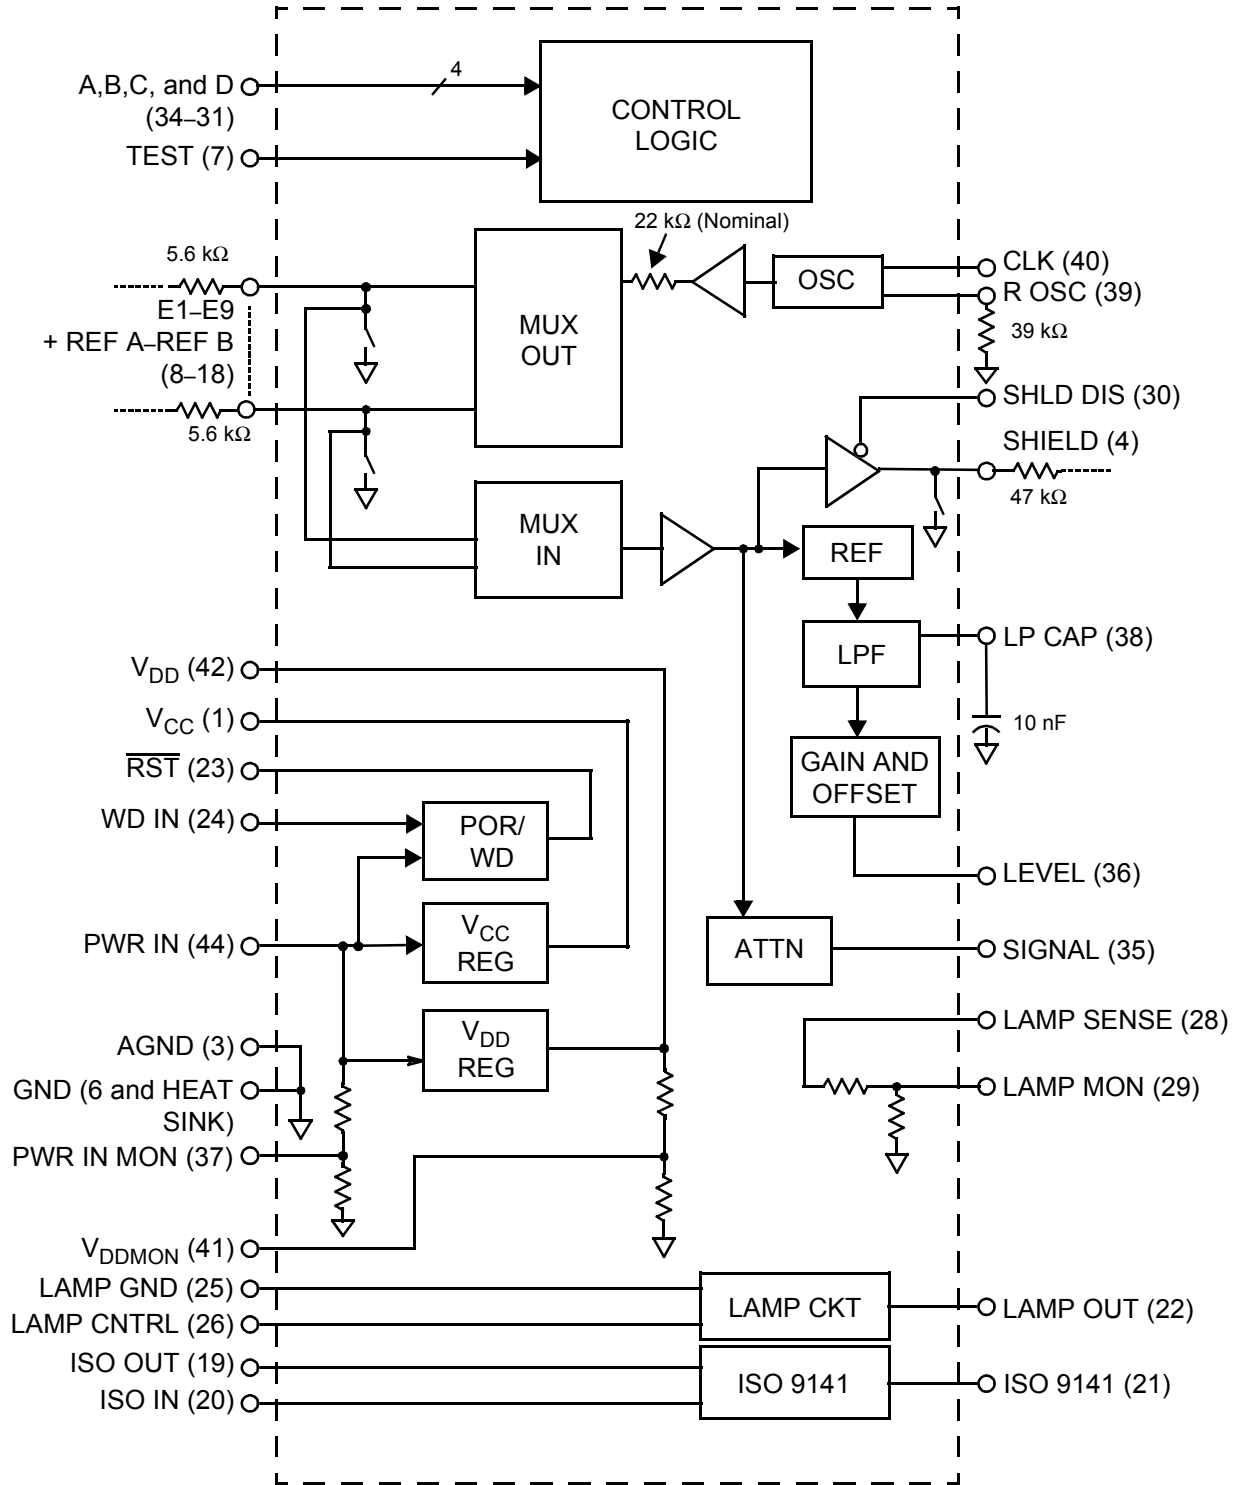 A,B,C, and D
(34–31)
4
CONTROL
LOGIC
TEST (7)
22 kΩ (Nominal)
5.6 kΩ
E1–E9
+ REF A–REF B
(8–18)
5.6 kΩ
MUX
OUT
OSC
CLK (40)
R OSC (39)
39 kΩ
SHLD DIS (30)
SHIELD (4)
47 kΩ
MUX
IN
REF
LPF
LP CAP (38)
10 nF
GAIN AND
OFFSET
LEVEL (36)
ATTN
SIGNAL (35)
VDD (42)
VCC (1)
RST (23)
WD IN (24)
POR/
WD
PWR IN (44)
VCC
REG
AGND (3)
VDD
REG
GND (6 and HEAT
SINK)
PWR IN MON (37)
LAMP SENSE (28)
LAMP MON (29)
VDDMON (41)
LAMP GND (25)
LAMP CNTRL (26)
LAMP CKT
LAMP OUT (22)
ISO OUT (19)
ISO IN (20)
ISO 9141
ISO 9141 (21)